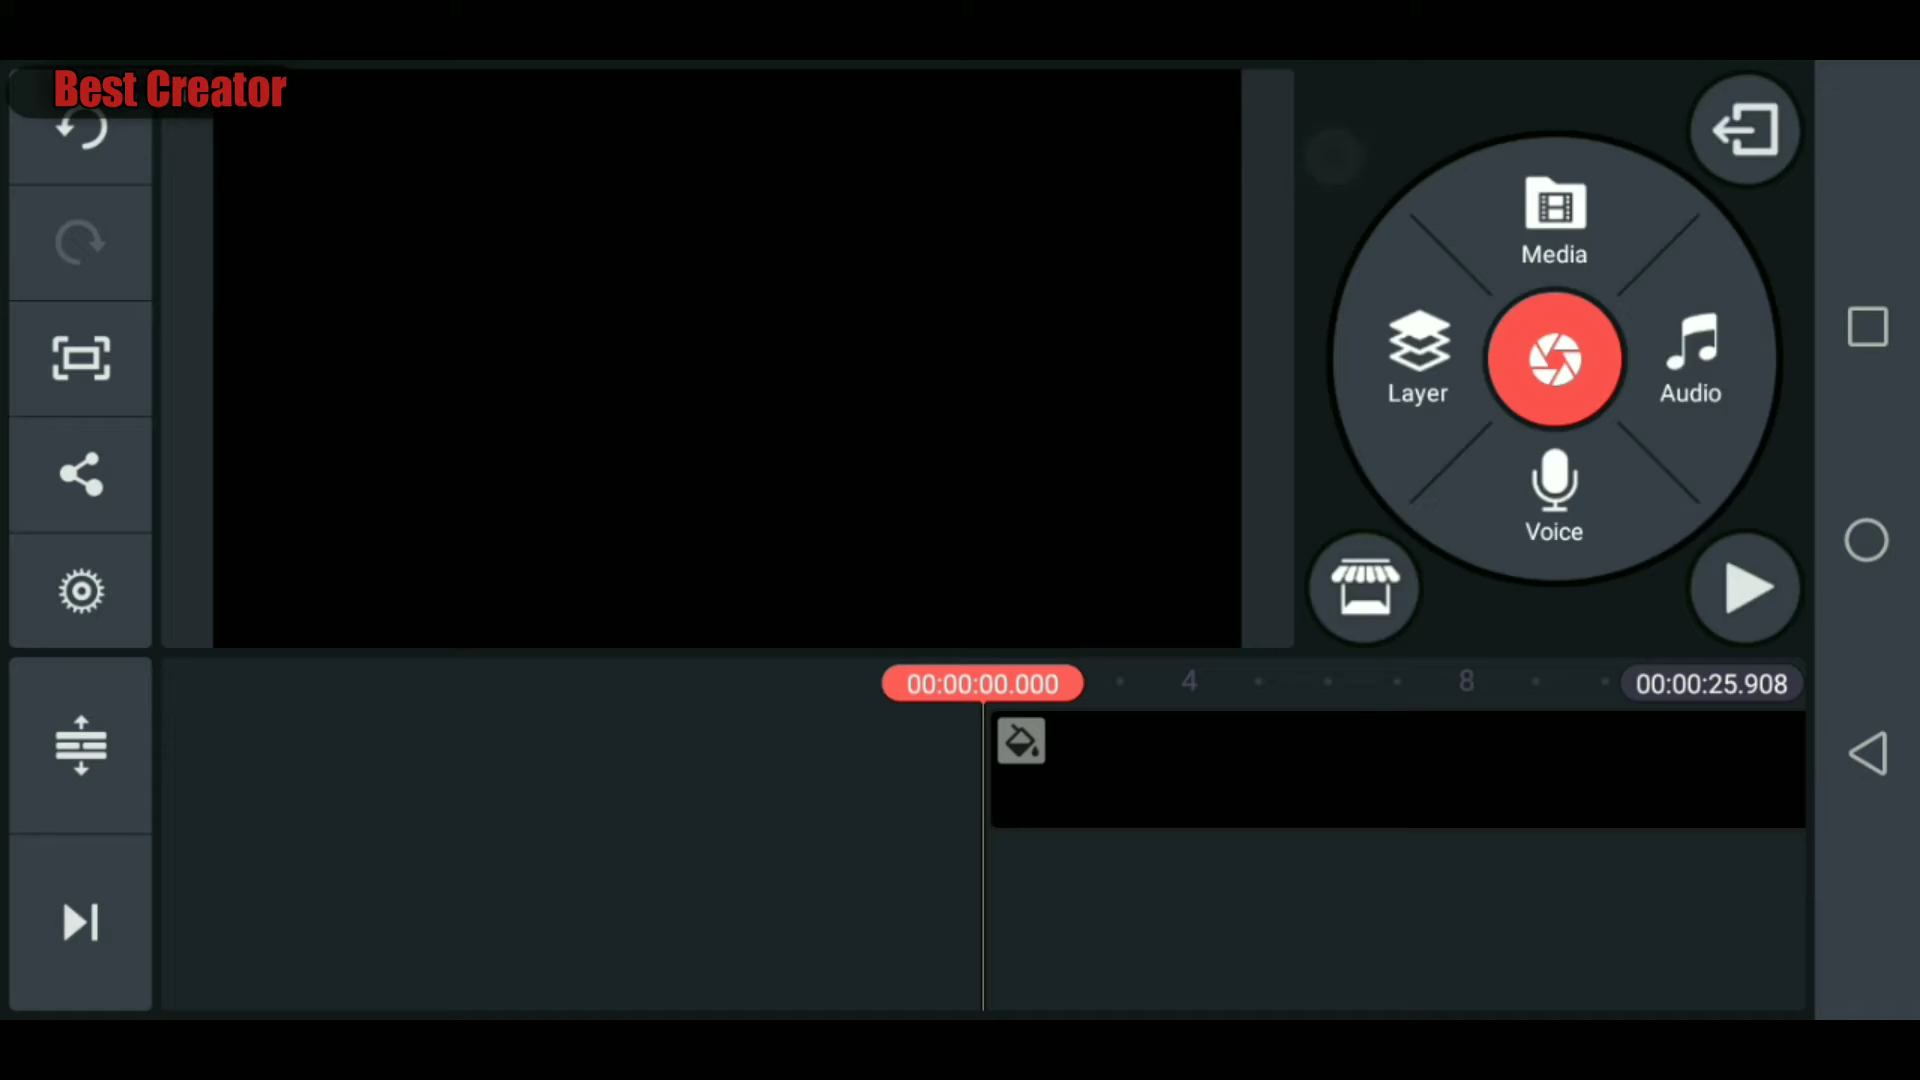 Best Creator
Media
Layer
Audio
Voice
00:00:00.000
4
8
00:00:25.908